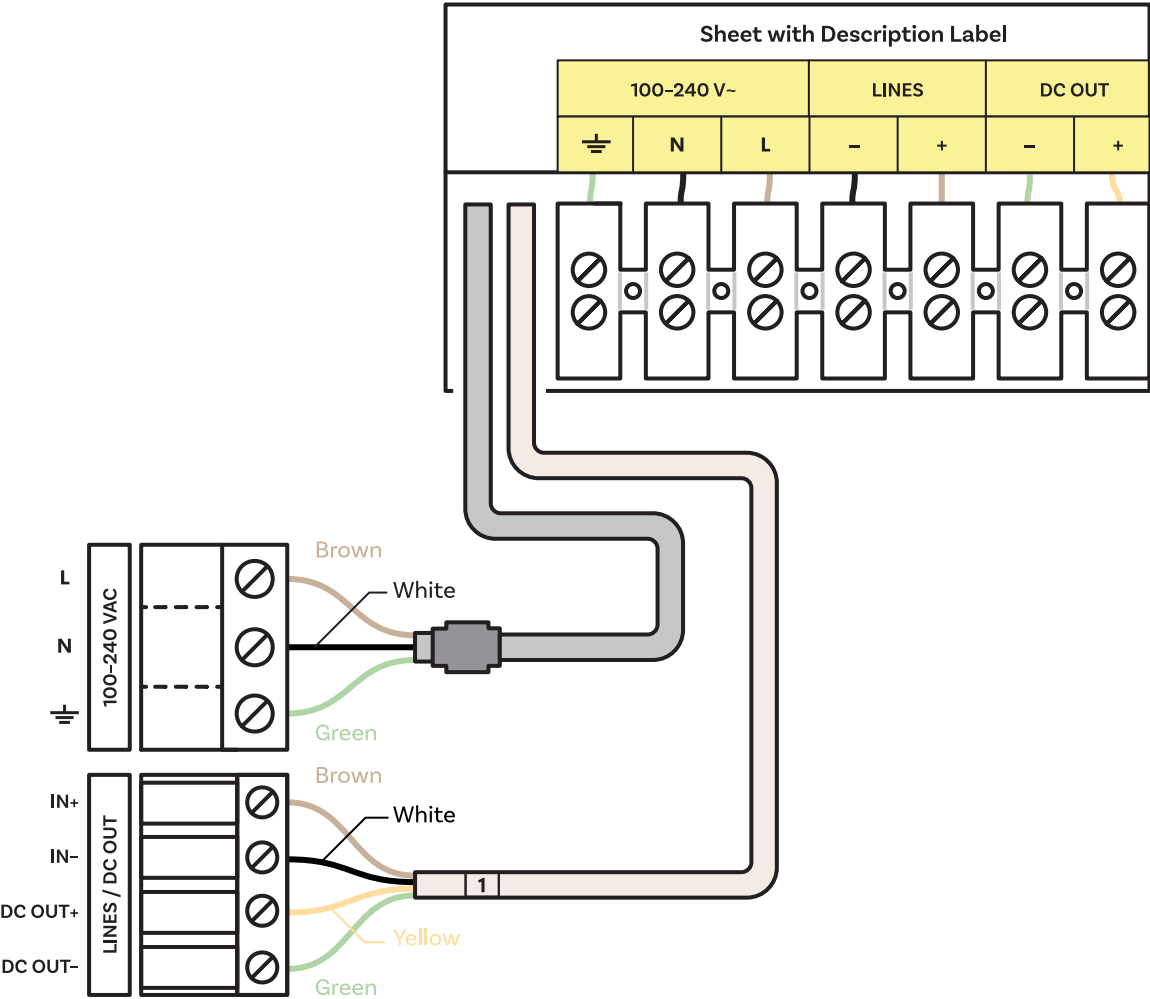 Sheet with Description Label
100–240 V~ LINES DC OUT
N L – + – +
Brown
L
White
100–240 VAC
N
Green
Brown
IN+
White
IN–
LINES / DC OUT
1
DC OUT+
Yellow
DC OUT–
Green